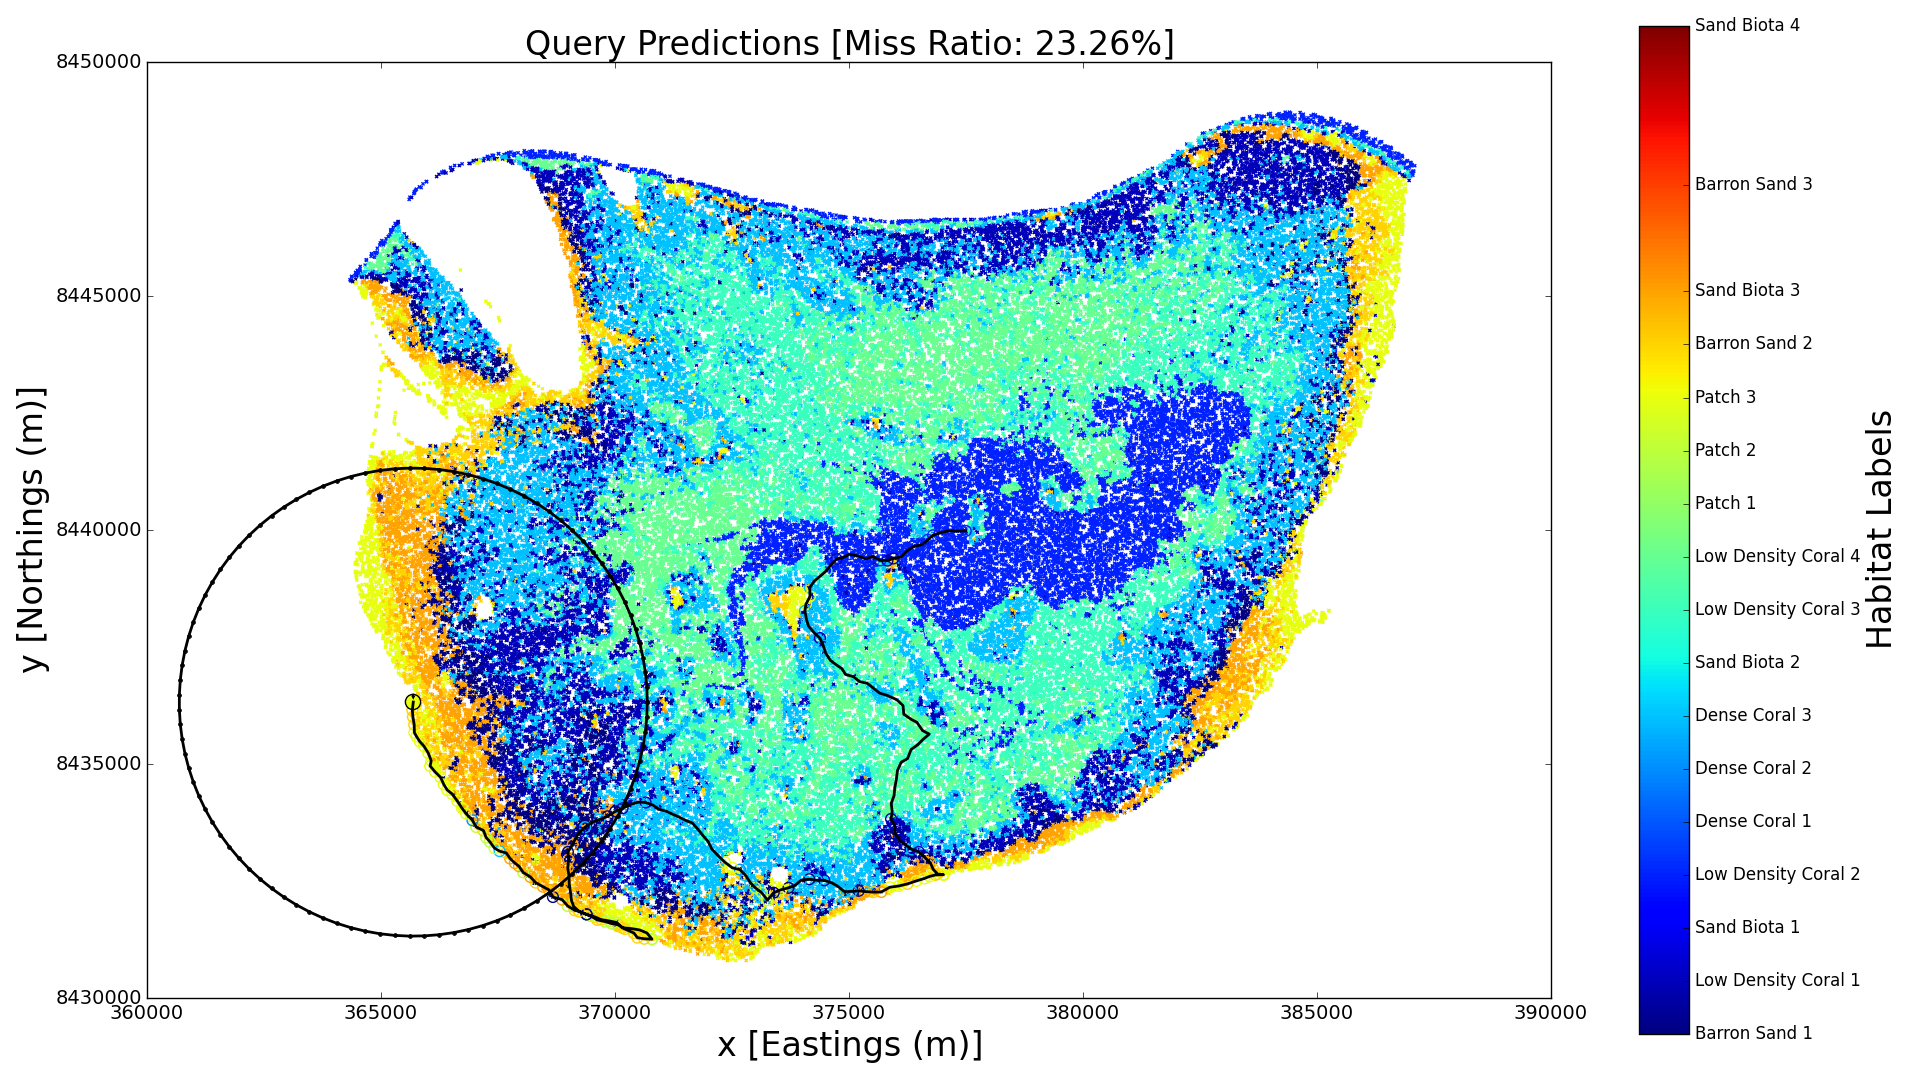 Query Predictions [Miss Ratio: 23.26%]
8450000
8445000
8440000
8435000
8430000
y [Northings (m)]
360000 365000 370000 375000 380000 385000 390000
x [Eastings (m)]
Sand Biota 4
Barron Sand 3
Sand Biota 3
Barron Sand 2
Patch 3
Patch 2
Patch 1
Low Density Coral 4
Low Density Coral 3
Sand Biota 2
Dense Coral 3
Dense Coral 2
Dense Coral 1
Low Density Coral 2
Sand Biota 1
Low Density Coral 1
Barron Sand 1
Habitat Labels